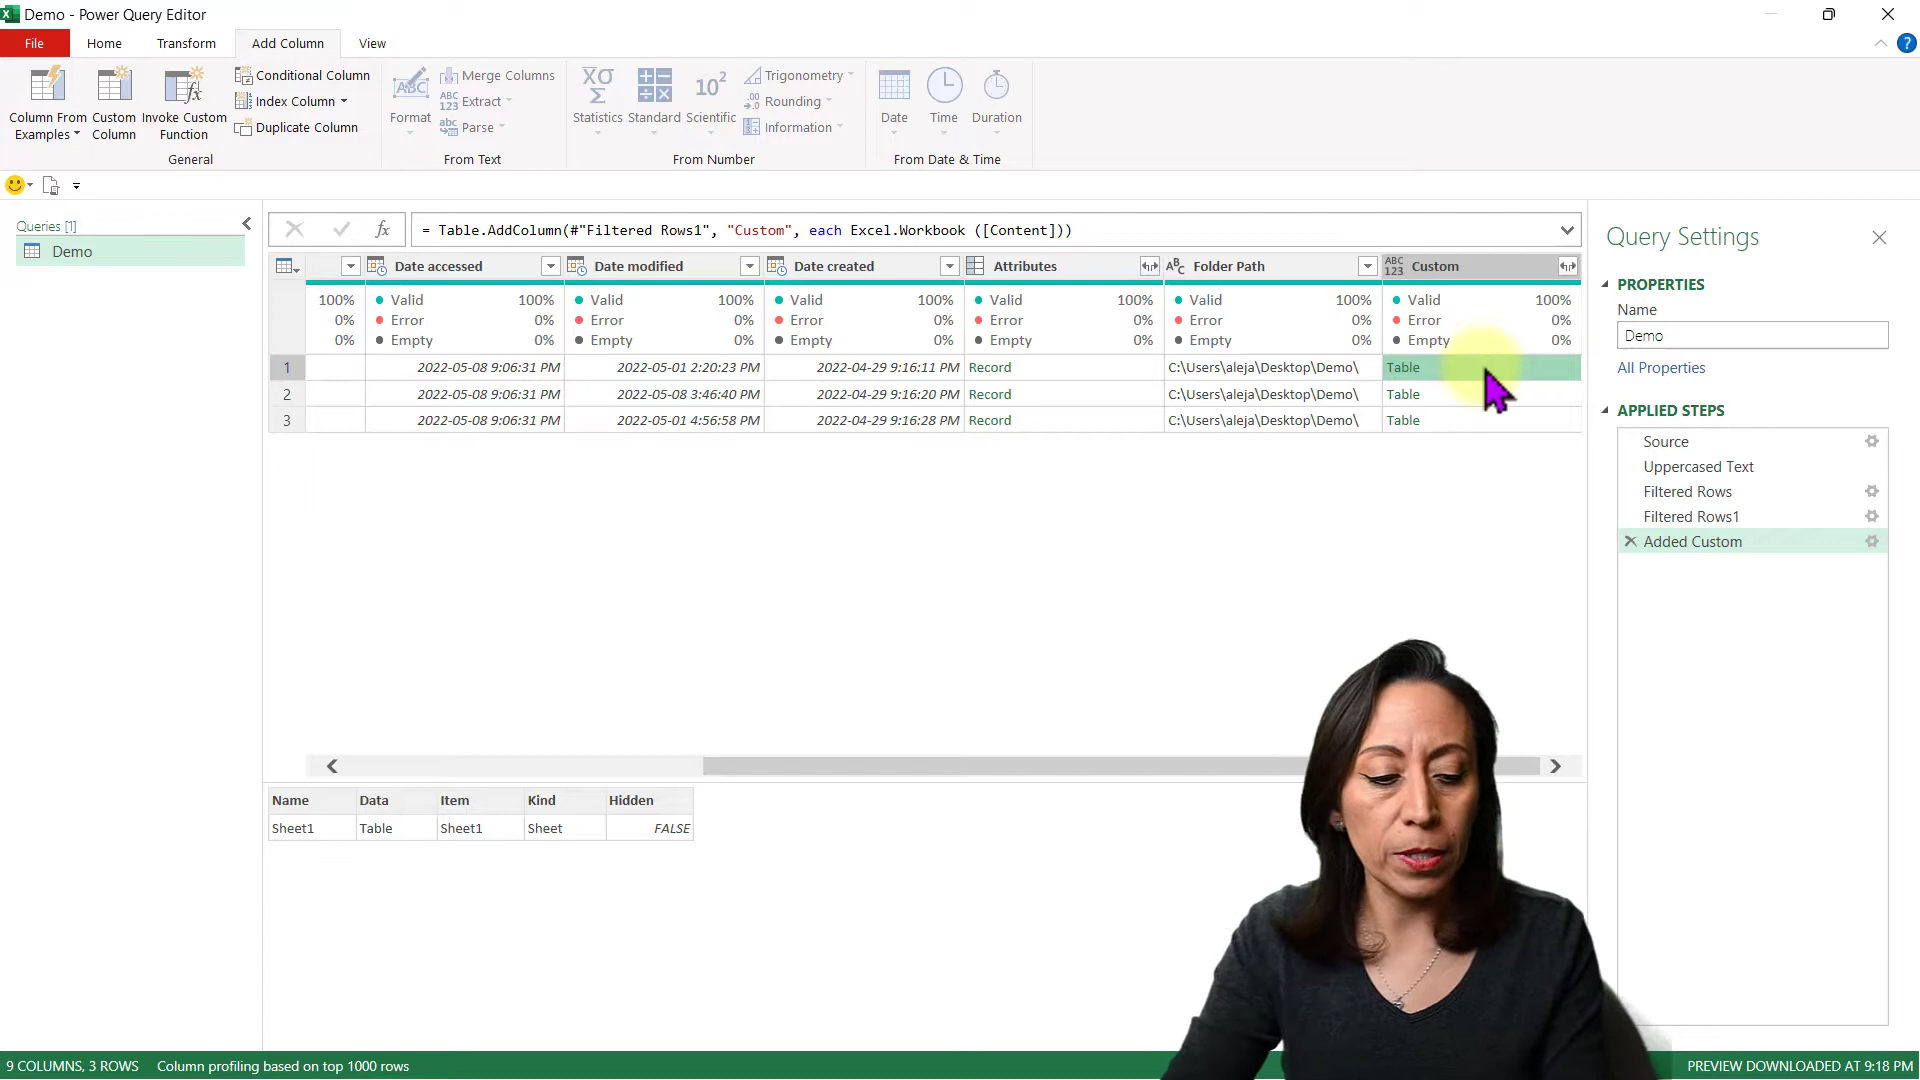 Demo - Power Query Editor
File Home Transform Add Column View
Column From Examples
Custom Column
Invoke Custom Function
Conditional Column
Index Column
Duplicate Column
General
Format
Merge Columns
Extract
Parse
From Text
Statistics
Standard
Scientific
Trigonometry
Rounding
Information
From Number
Date
Time
Duration
From Date & Time
Queries [1]
Demo
= Table.AddColumn(#"Filtered Rows1", "Custom", each Excel.Workbook ([Content]))
Date accessed Date modified Date created Attributes Folder Path Custom
100% Valid 100% Valid 100% Valid 100% Valid 100% Valid 100% Valid 100%
0% Error 0% Error 0% Error 0% Error 0% Error 0% Error 0%
0% Empty 0% Empty 0% Empty 0% Empty 0% Empty 0% Empty 0%
1 2022-05-08 9:06:31 PM 2022-05-01 2:20:23 PM 2022-04-29 9:16:11 PM Record C:\Users\aleja\Desktop\Demo\ Table
2 2022-05-08 9:06:31 PM 2022-05-08 3:46:40 PM 2022-04-29 9:16:20 PM Record C:\Users\aleja\Desktop\Demo\ Table
3 2022-05-08 9:06:31 PM 2022-05-01 4:56:58 PM 2022-04-29 9:16:28 PM Record C:\Users\aleja\Desktop\Demo\ Table
Name Data Item Kind Hidden
Sheet1 Table Sheet1 Sheet FALSE
Query Settings
PROPERTIES
Name
Demo
All Properties
APPLIED STEPS
Source
Uppercased Text
Filtered Rows
Filtered Rows1
Added Custom
9 COLUMNS, 3 ROWS Column profiling based on top 1000 rows
PREVIEW DOWNLOADED AT 9:18 PM